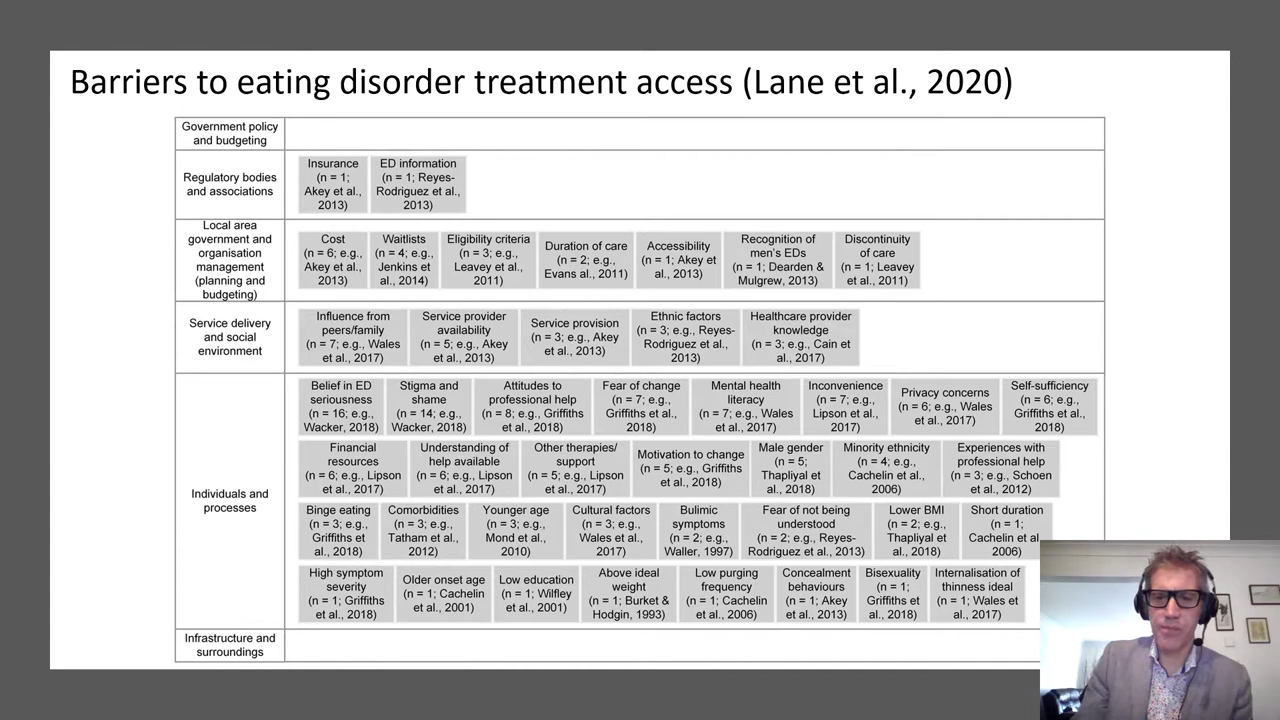 Barriers to eating disorder treatment access (Lane et al., 2020)
Government policy
and budgeting
Regulatory bodies
and associations
Insurance
(n = 1;
Akey et al.,
2013)
ED information
(n = 1; Reyes-
Rodriguez et al.,
2013)
Local area
government and
organisation
management
(planning and
budgeting)
Cost
(n = 6; e.g.,
Akey et al.,
2013)
Waitlists
(n = 4; e.g.,
Jenkins et
al., 2014)
Eligibility criteria
(n = 3; e.g.,
Leavey et al.,
2011)
Duration of care
(n = 2; e.g.,
Evans al., 2011)
Accessibility
(n = 1; Akey et
al., 2013)
Recognition of
men's EDs
(n = 1; Dearden &
Mulgrew, 2013)
Discontinuity
of care
(n = 1; Leavey
et al., 2011)
Service delivery
and social
environment
Influence from
peers/family
(n = 7; e.g., Wales
et al., 2017)
Service provider
availability
(n = 5; e.g., Akey
et al., 2013)
Service provision
(n = 3; e.g., Akey
et al., 2013)
Ethnic factors
(n = 3; e.g., Reyes-
Rodriguez et al.,
2013)
Healthcare provider
knowledge
(n = 3; e.g., Cain et
al., 2017)
Individuals and
processes
Belief in ED
seriousness
(n = 16; e.g.,
Wacker, 2018)
Stigma and
shame
(n = 14; e.g.,
Wacker, 2018)
Attitudes to
professional help
(n = 8; e.g., Griffiths
et al., 2018)
Fear of change
(n = 7; e.g.,
Griffiths et al.,
2018)
Mental health
literacy
(n = 7; e.g., Wales
et al., 2017)
Inconvenience
(n = 7; e.g.,
Lipson et al.,
2017)
Privacy concerns
(n = 6; e.g., Wales
et al., 2017)
Self-sufficiency
(n = 6; e.g.,
Griffiths et al.,
2018)
Financial
resources
(n = 6; e.g., Lipson
et al., 2017)
Understanding of
help available
(n = 6; e.g., Lipson
et al., 2017)
Other therapies/
support
(n = 5; e.g., Lipson
et al., 2017)
Motivation to change
(n = 5; e.g., Griffiths
et al., 2018)
Male gender
(n = 5;
Thapliyal et
al., 2018)
Minority ethnicity
(n = 4; e.g.,
Cachelin et al.,
2006)
Experiences with
professional help
(n = 3; e.g., Schoen
et al., 2012)
Binge eating
(n = 3; e.g.,
Griffiths et
al., 2018)
Comorbidities
(n = 3; e.g.,
Tatham et al.,
2012)
Younger age
(n = 3; e.g.,
Mond et al.,
2010)
Cultural factors
(n = 3; e.g.,
Wales et al.,
2017)
Bulimic
symptoms
(n = 2; e.g.,
Waller, 1997)
Fear of not being
understood
(n = 2; e.g., Reyes-
Rodriguez et al., 2013)
Lower BMI
(n = 2; e.g.,
Thapliyal et
al., 2018)
Short duration
(n = 1;
Cachelin et al.,
2006)
High symptom
severity
(n = 1; Griffiths
et al., 2018)
Older onset age
(n = 1; Cachelin
et al., 2001)
Low education
(n = 1; Wilfley
et al., 2001)
Above ideal
weight
(n = 1; Burket &
Hodgin, 1993)
Low purging
frequency
(n = 1; Cachelin
et al., 2006)
Concealment
behaviours
(n = 1; Akey et
al., 2013)
Bisexuality
(n = 1;
Griffiths et
al., 2018)
Internalisation of
thinness ideal
(n = 1; Wales et
al., 2017)
Infrastructure and
surroundings